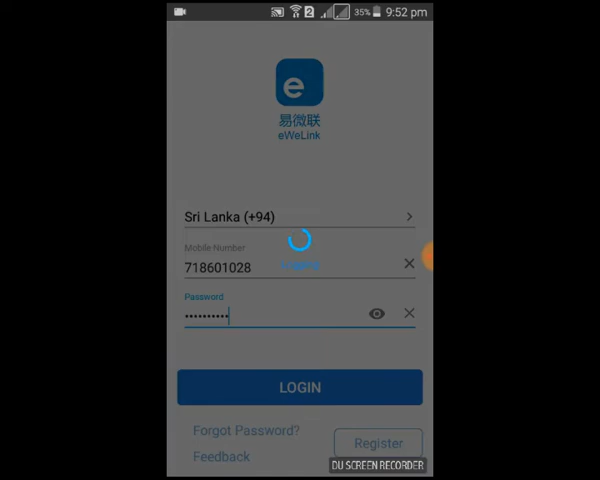 2 35% 9:52 pm
e
易微联
eWeLink
Sri Lanka (+94)
Mobile Number
718601028
Password
••••••••••
LOGIN
Forgot Password?
Register
Feedback
DU SCREEN RECORDER